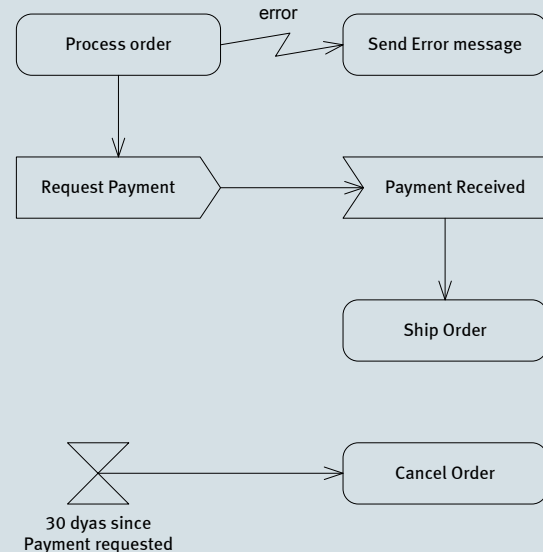 error
Process order
Send Error message
Request Payment
Payment Received
Ship Order
Cancel Order
30 dyas since
Payment requested